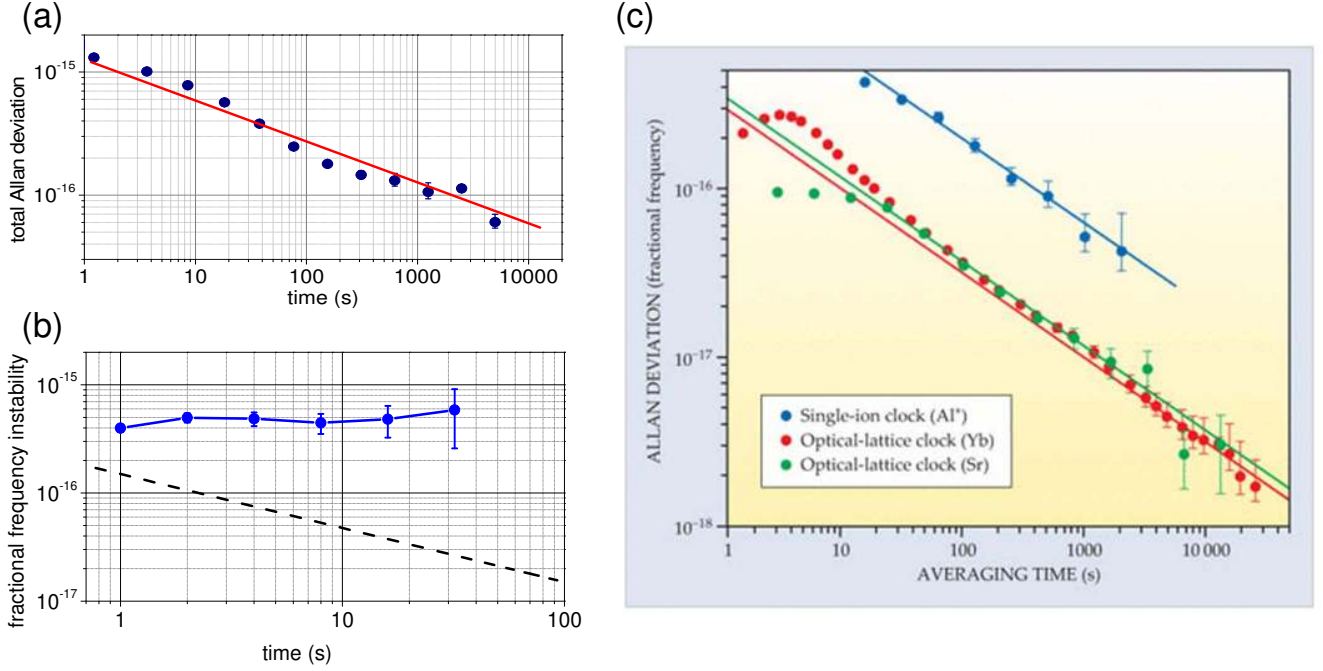 (a)
total Allan deviation
10⁻¹⁵
10⁻¹⁶
1 10 100 1000 10000
time (s)
(b)
fractional frequency instability
10⁻¹⁵
10⁻¹⁶
10⁻¹⁷
1 10 100
time (s)
(c)
ALLAN DEVIATION (fractional frequency)
10⁻¹⁶
10⁻¹⁷
10⁻¹⁸
Single-ion clock (Al⁺)
Optical-lattice clock (Yb)
Optical-lattice clock (Sr)
1 10 100 1000 10 000
AVERAGING TIME (s)